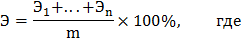 Э = (Э₁+...+Эₙ)/m × 100%, где